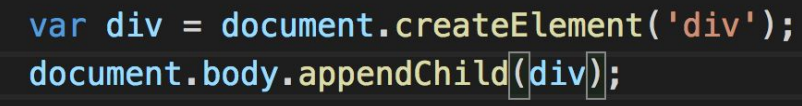 var div = document.createElement('div');
document.body.appendChild(div);